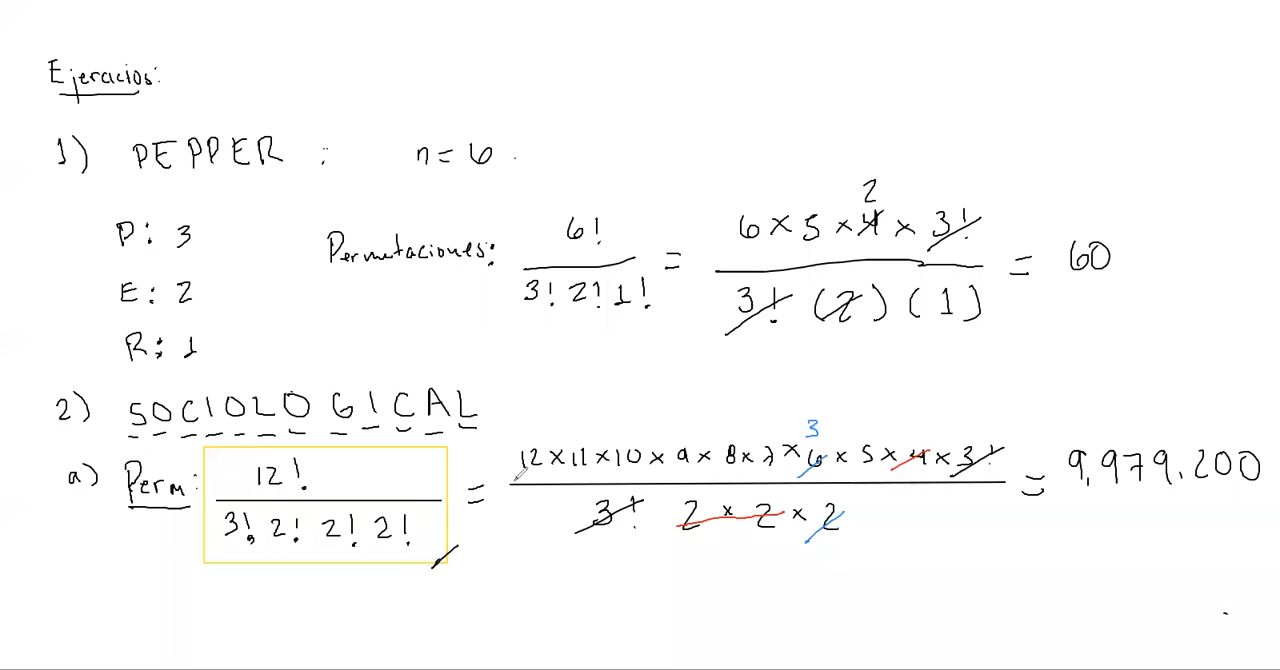 Ejercicios:
1) PEPPER : n = 6.
P: 3
E: 2
R: 1
Permutaciones: 6! / 3! 2! 1! = 6 × 5 × 4 × 3! / 3! (2) (1) = 60
2
2) SOCIOLOGICAL
a) Perm: 12! / 3! 2! 2! 2! = 12 × 11 × 10 × 9 × 8 × 7 × 6 × 5 × 4 × 3! / 3! 2 × 2 × 2 = 9,979,200
3